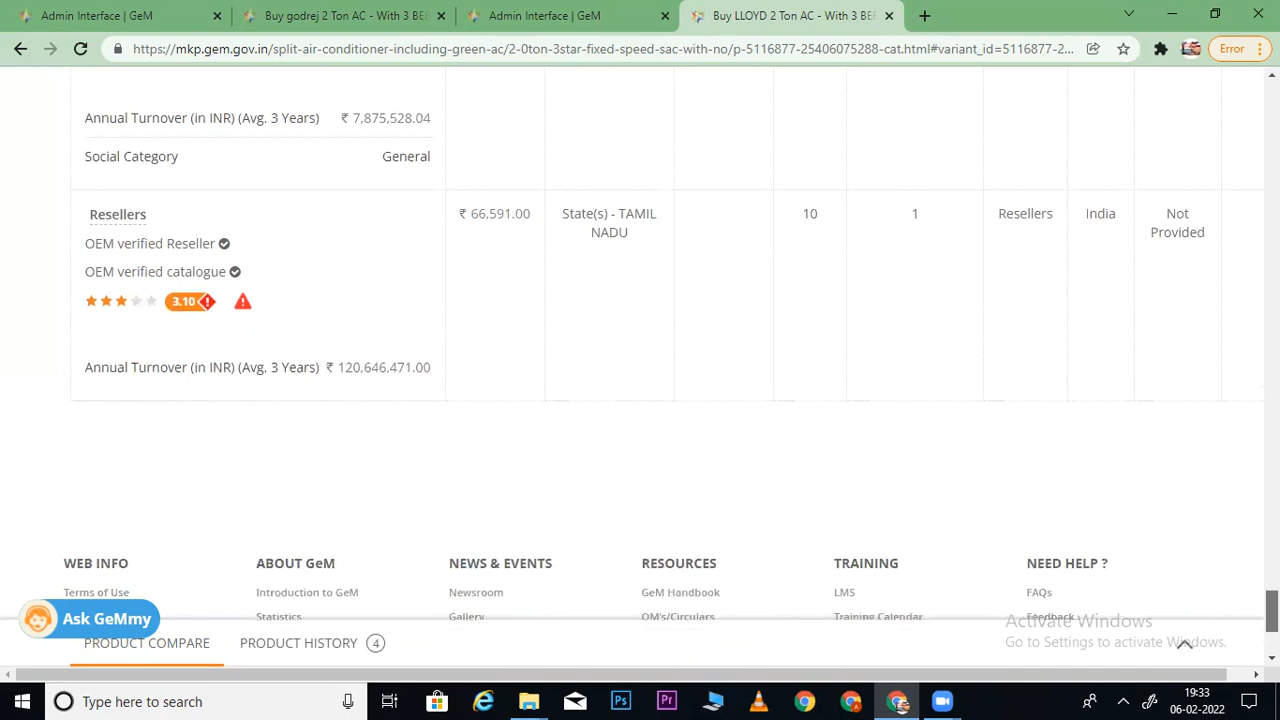 Admin Interface | GeM
Buy godrej 2 Ton AC - With 3 BEE
Admin Interface | GeM
Buy LLOYD 2 Ton AC - With 3 BEE
https://mkp.gem.gov.in/split-air-conditioner-including-green-ac/2-0ton-3star-fixed-speed-sac-with-no/p-5116877-25406075288-cat.html#variant_id=5116877-2...
Error
Annual Turnover (in INR) (Avg. 3 Years) ₹ 7,875,528.04
Social Category General
Resellers ₹ 66,591.00 State(s) - TAMIL NADU 10 1 Resellers India Not Provided
OEM verified Reseller
OEM verified catalogue
3.10
Annual Turnover (in INR) (Avg. 3 Years) ₹ 120,646,471.00
WEB INFO ABOUT GeM NEWS & EVENTS RESOURCES TRAINING NEED HELP ?
Terms of Use Introduction to GeM Newsroom GeM Handbook LMS FAQs
Statistics Gallery OM's/Circulars Training Calendar Feedback
Ask GeMmy
Activate Windows
Go to Settings to activate Windows.
PRODUCT COMPARE PRODUCT HISTORY 4
Type here to search
Ps
Pr
19:33
06-02-2022